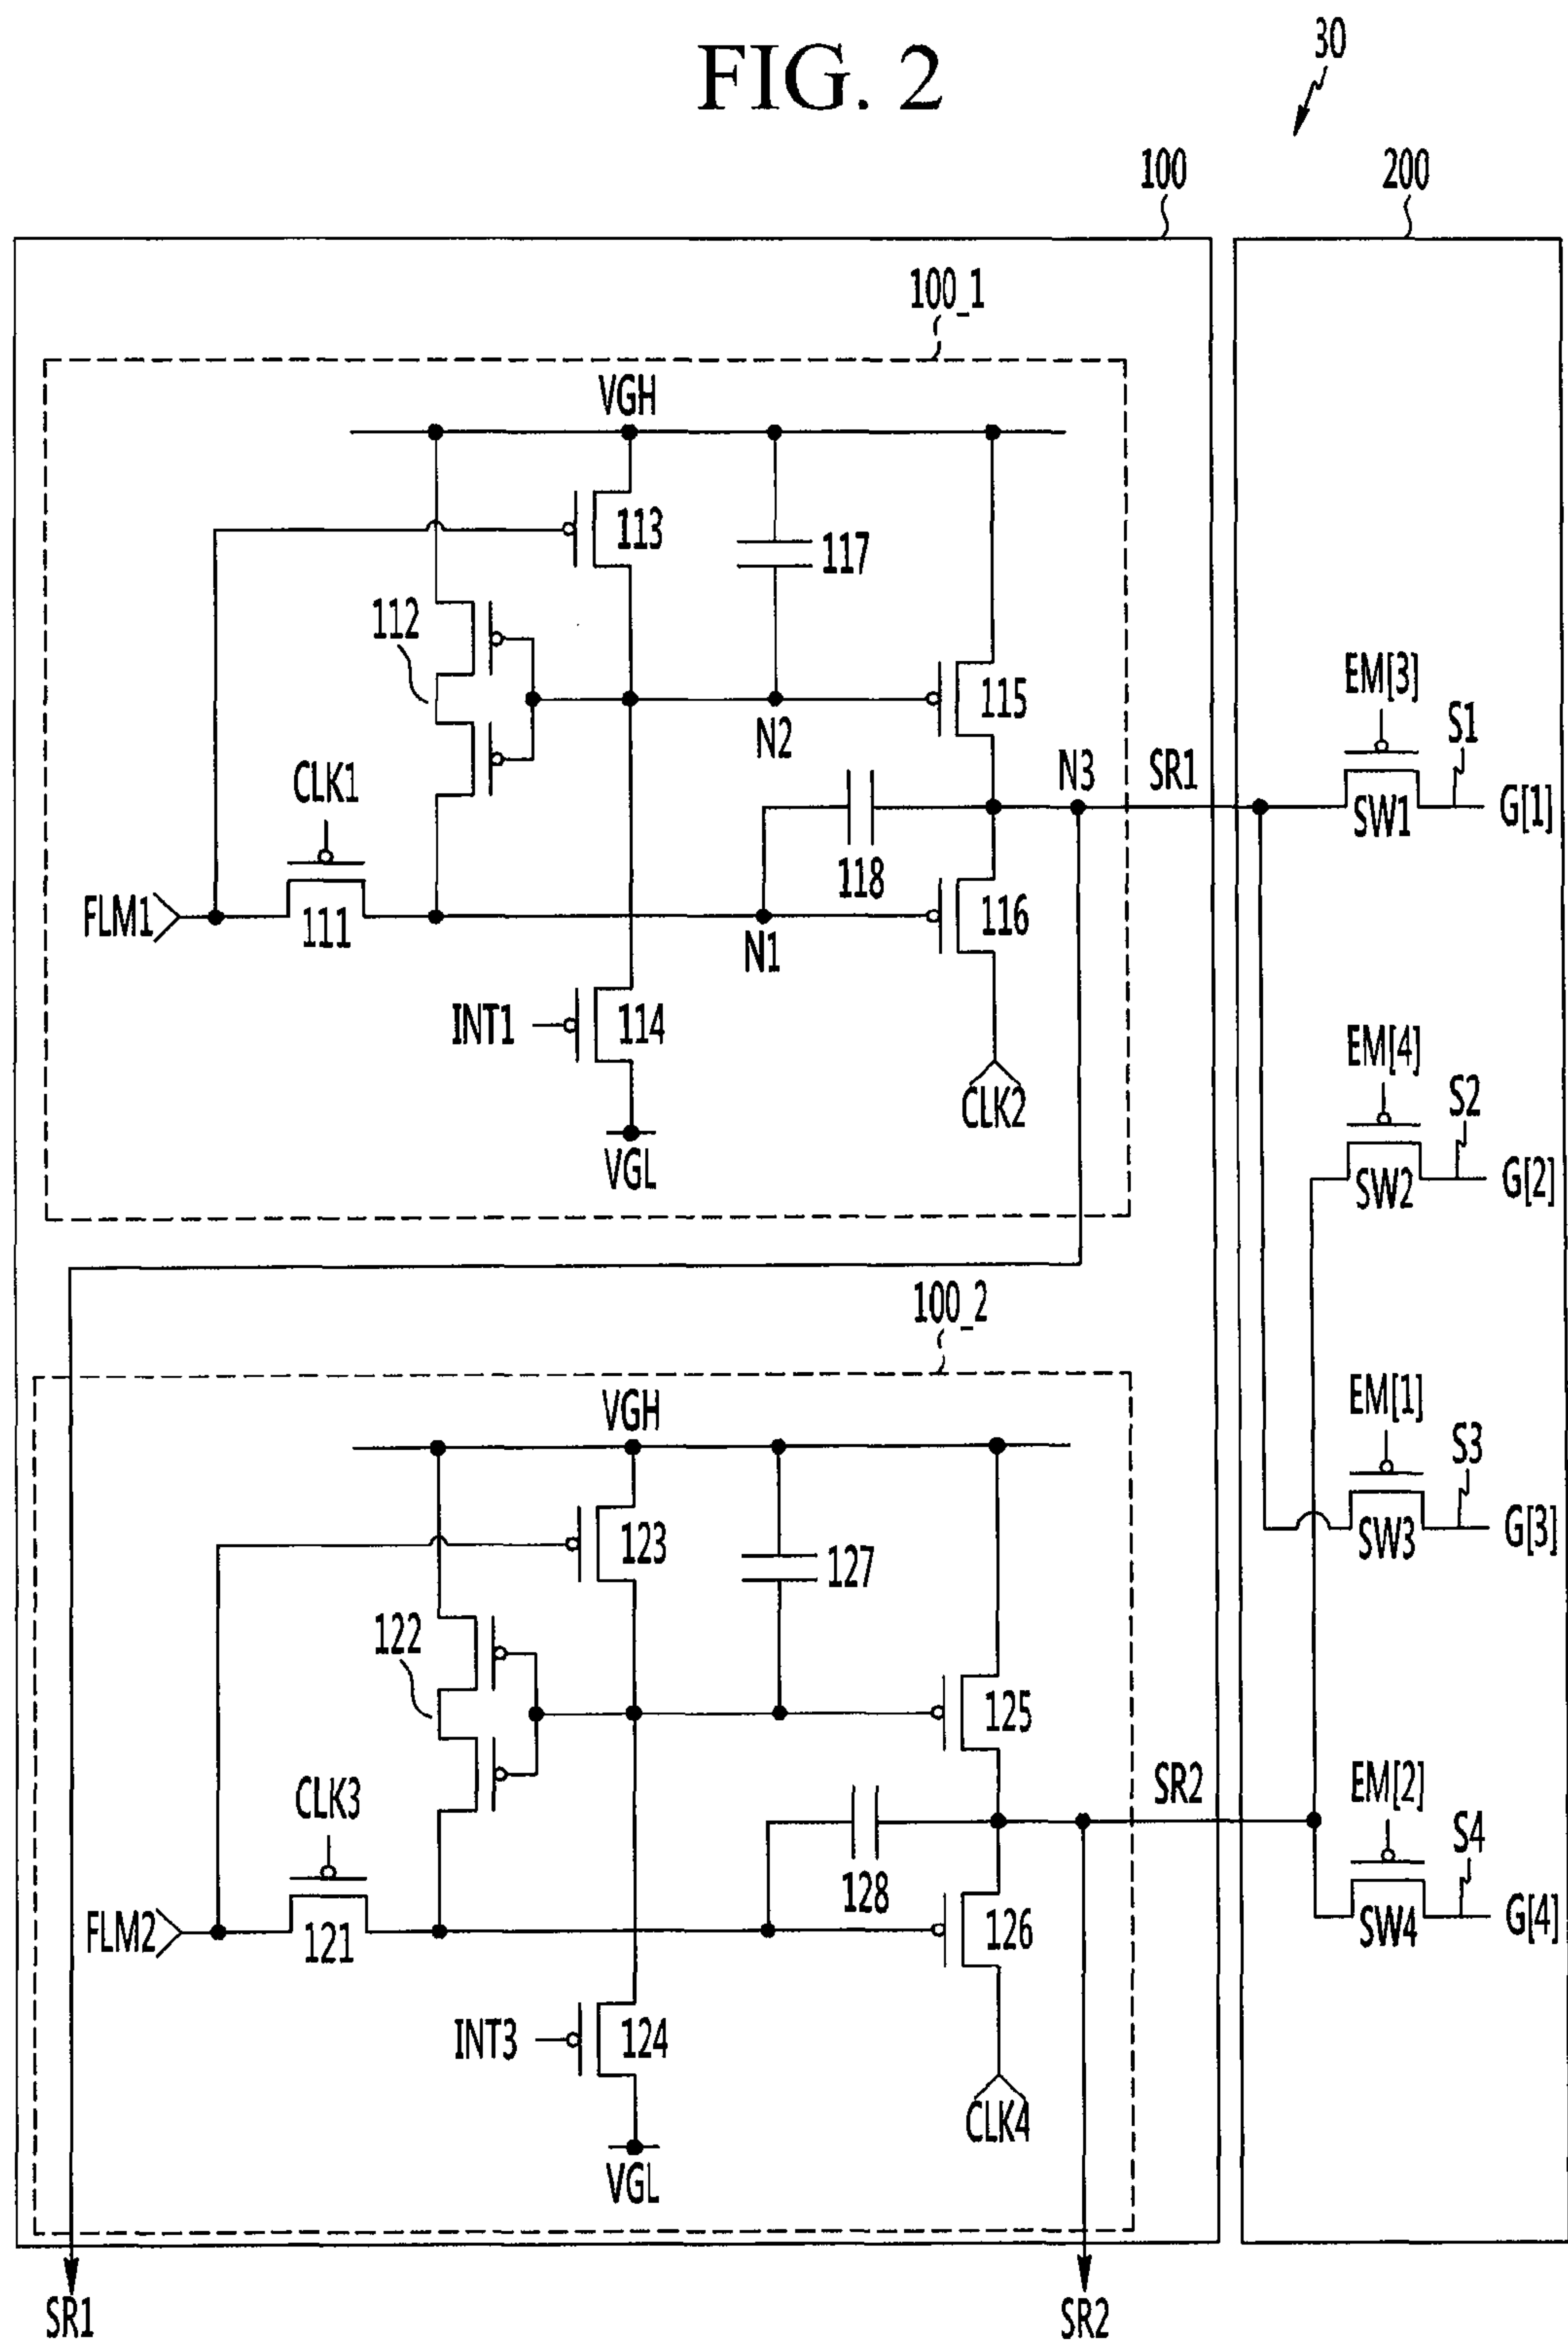 FIG. 2
30
100
200
100_1
VGH
113
117
112
115
EM[3]
S1
N2
CLK1
N3
SR1
SW1
G[1]
118
FLM1
111
116
N1
INT1
114
EM[4]
S2
CLK2
SW2
G[2]
VGL
100_2
VGH
EM[1]
S3
123
127
SW3
G[3]
122
125
CLK3
SR2
EM[2]
S4
128
FLM2
121
126
SW4
G[4]
INT3
124
CLK4
VGL
SR1
SR2